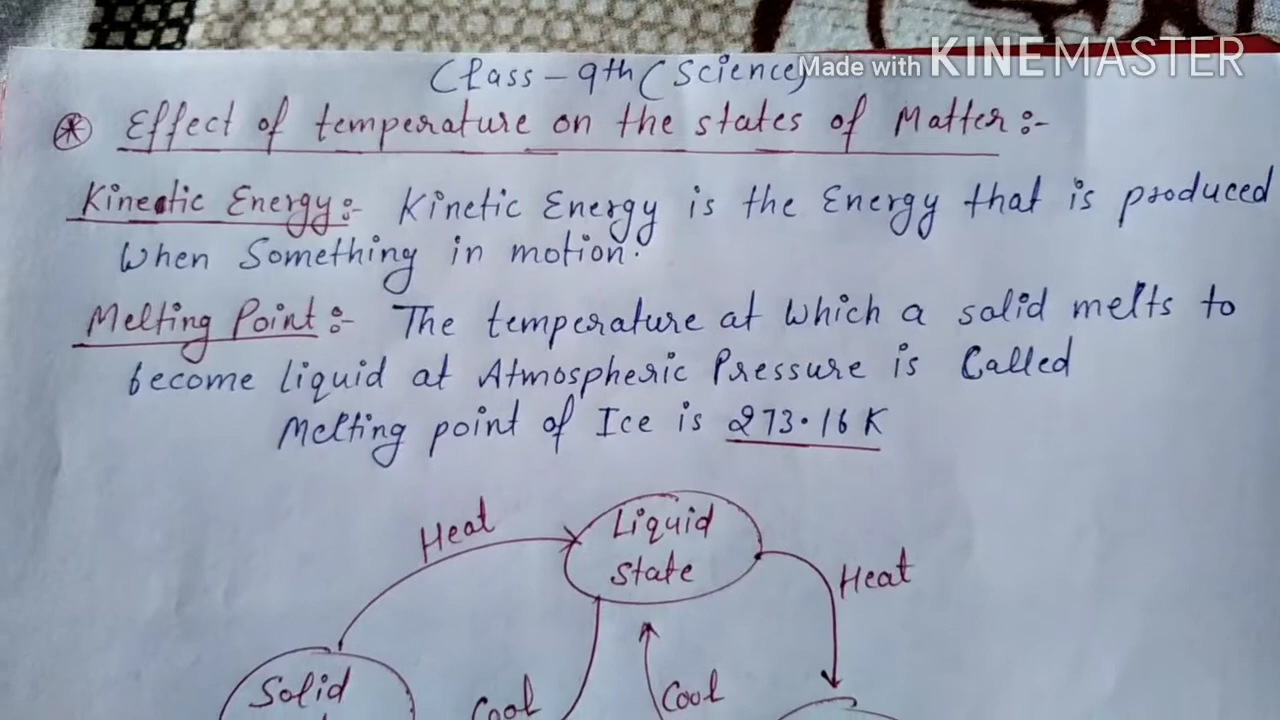 Made with KINEMASTER
Class - 9th (Science)
* Effect of temperature on the states of Matter :-
Kinectic Energy:- Kinetic Energy is the Energy that is produced
when Something in motion.
Melting Point :- The temperature at which a solid melts to
become liquid at Atmospheric Pressure is Called
Melting point of Ice is 273.16 K
Heat
Liquid
state
Heat
Solid
Cool
Cool